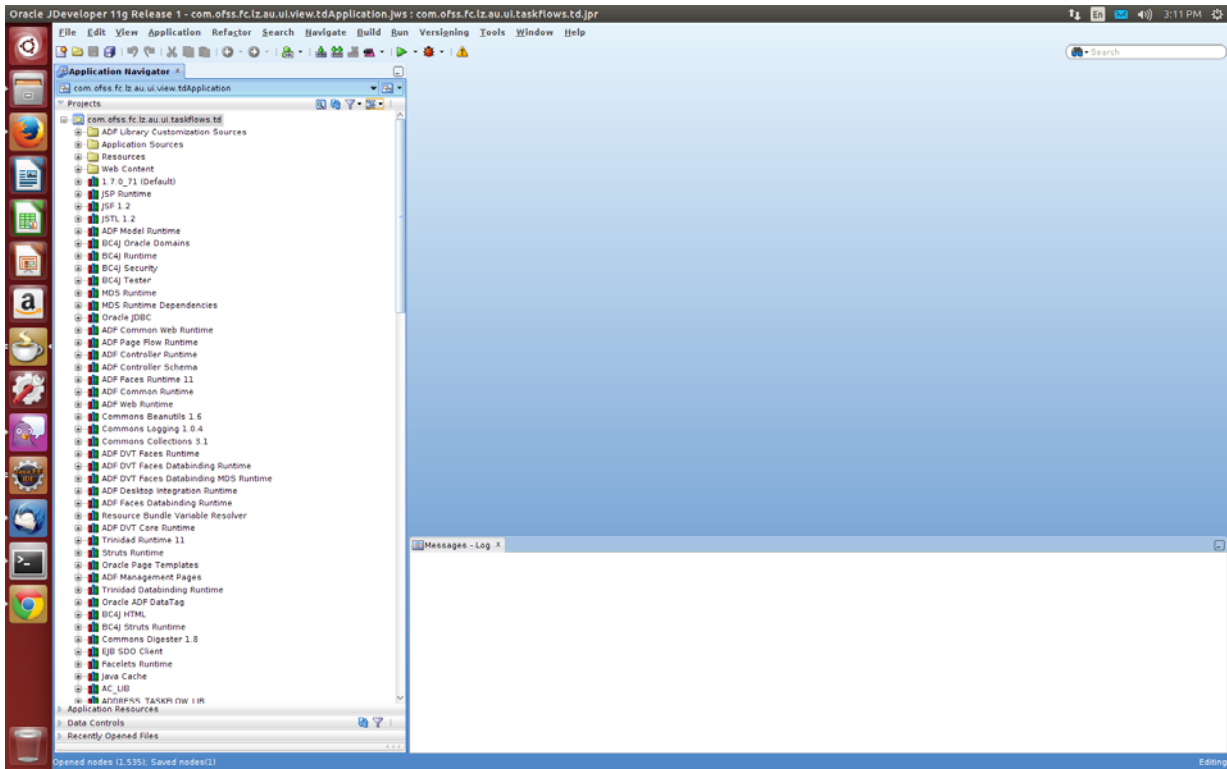 Oracle JDeveloper 11g Release 1 - com.ofss.fc.lz.au.ui.view.tdApplication.jws : com.ofss.fc.lz.au.ui.taskflows.td.jpr
En 3:11 PM
File Edit View Application Refactor Search Navigate Build Run Versioning Tools Window Help
Search
Application Navigator
com.ofss.fc.lz.au.ui.view.tdApplication
Projects
com.ofss.fc.lz.au.ui.taskflows.td
ADF Library Customization Sources
Application Sources
Resources
Web Content
1.7.0_71 (Default)
JSP Runtime
JSF 1.2
JSTL 1.2
ADF Model Runtime
BC4J Oracle Domains
BC4J Runtime
BC4J Security
BC4J Tester
MDS Runtime
MDS Runtime Dependencies
Oracle JDBC
ADF Common Web Runtime
ADF Page Flow Runtime
ADF Controller Runtime
ADF Controller Schema
ADF Faces Runtime 11
ADF Common Runtime
ADF Web Runtime
Commons Beanutils 1.6
Commons Logging 1.0.4
Commons Collections 3.1
ADF DVT Faces Runtime
ADF DVT Faces Databinding Runtime
ADF DVT Faces Databinding MDS Runtime
ADF Desktop Integration Runtime
ADF Faces Databinding Runtime
Resource Bundle Variable Resolver
ADF DVT Core Runtime
Trinidad Runtime 11
Struts Runtime
Oracle Page Templates
ADF Management Pages
Trinidad Databinding Runtime
Oracle ADF DataTag
BC4J HTML
BC4J Struts Runtime
Commons Digester 1.8
EJB SDO Client
Facelets Runtime
Java Cache
AC_LIB
ADDRESS_TASKFLOW_LIB
Application Resources
Data Controls
Recently Opened Files
Messages - Log
Opened nodes (1,535); Saved nodes(1)
Editing